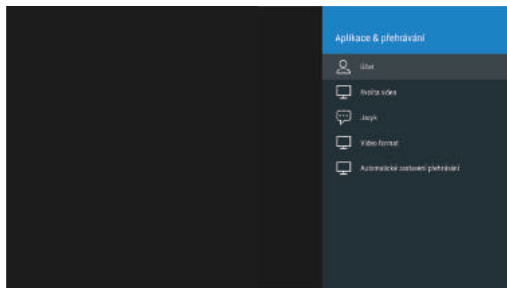 Aplikace & přehrávání
Účet
Kvalita videa
Jazyk
Video formát
Automatické zastavení přehrávání